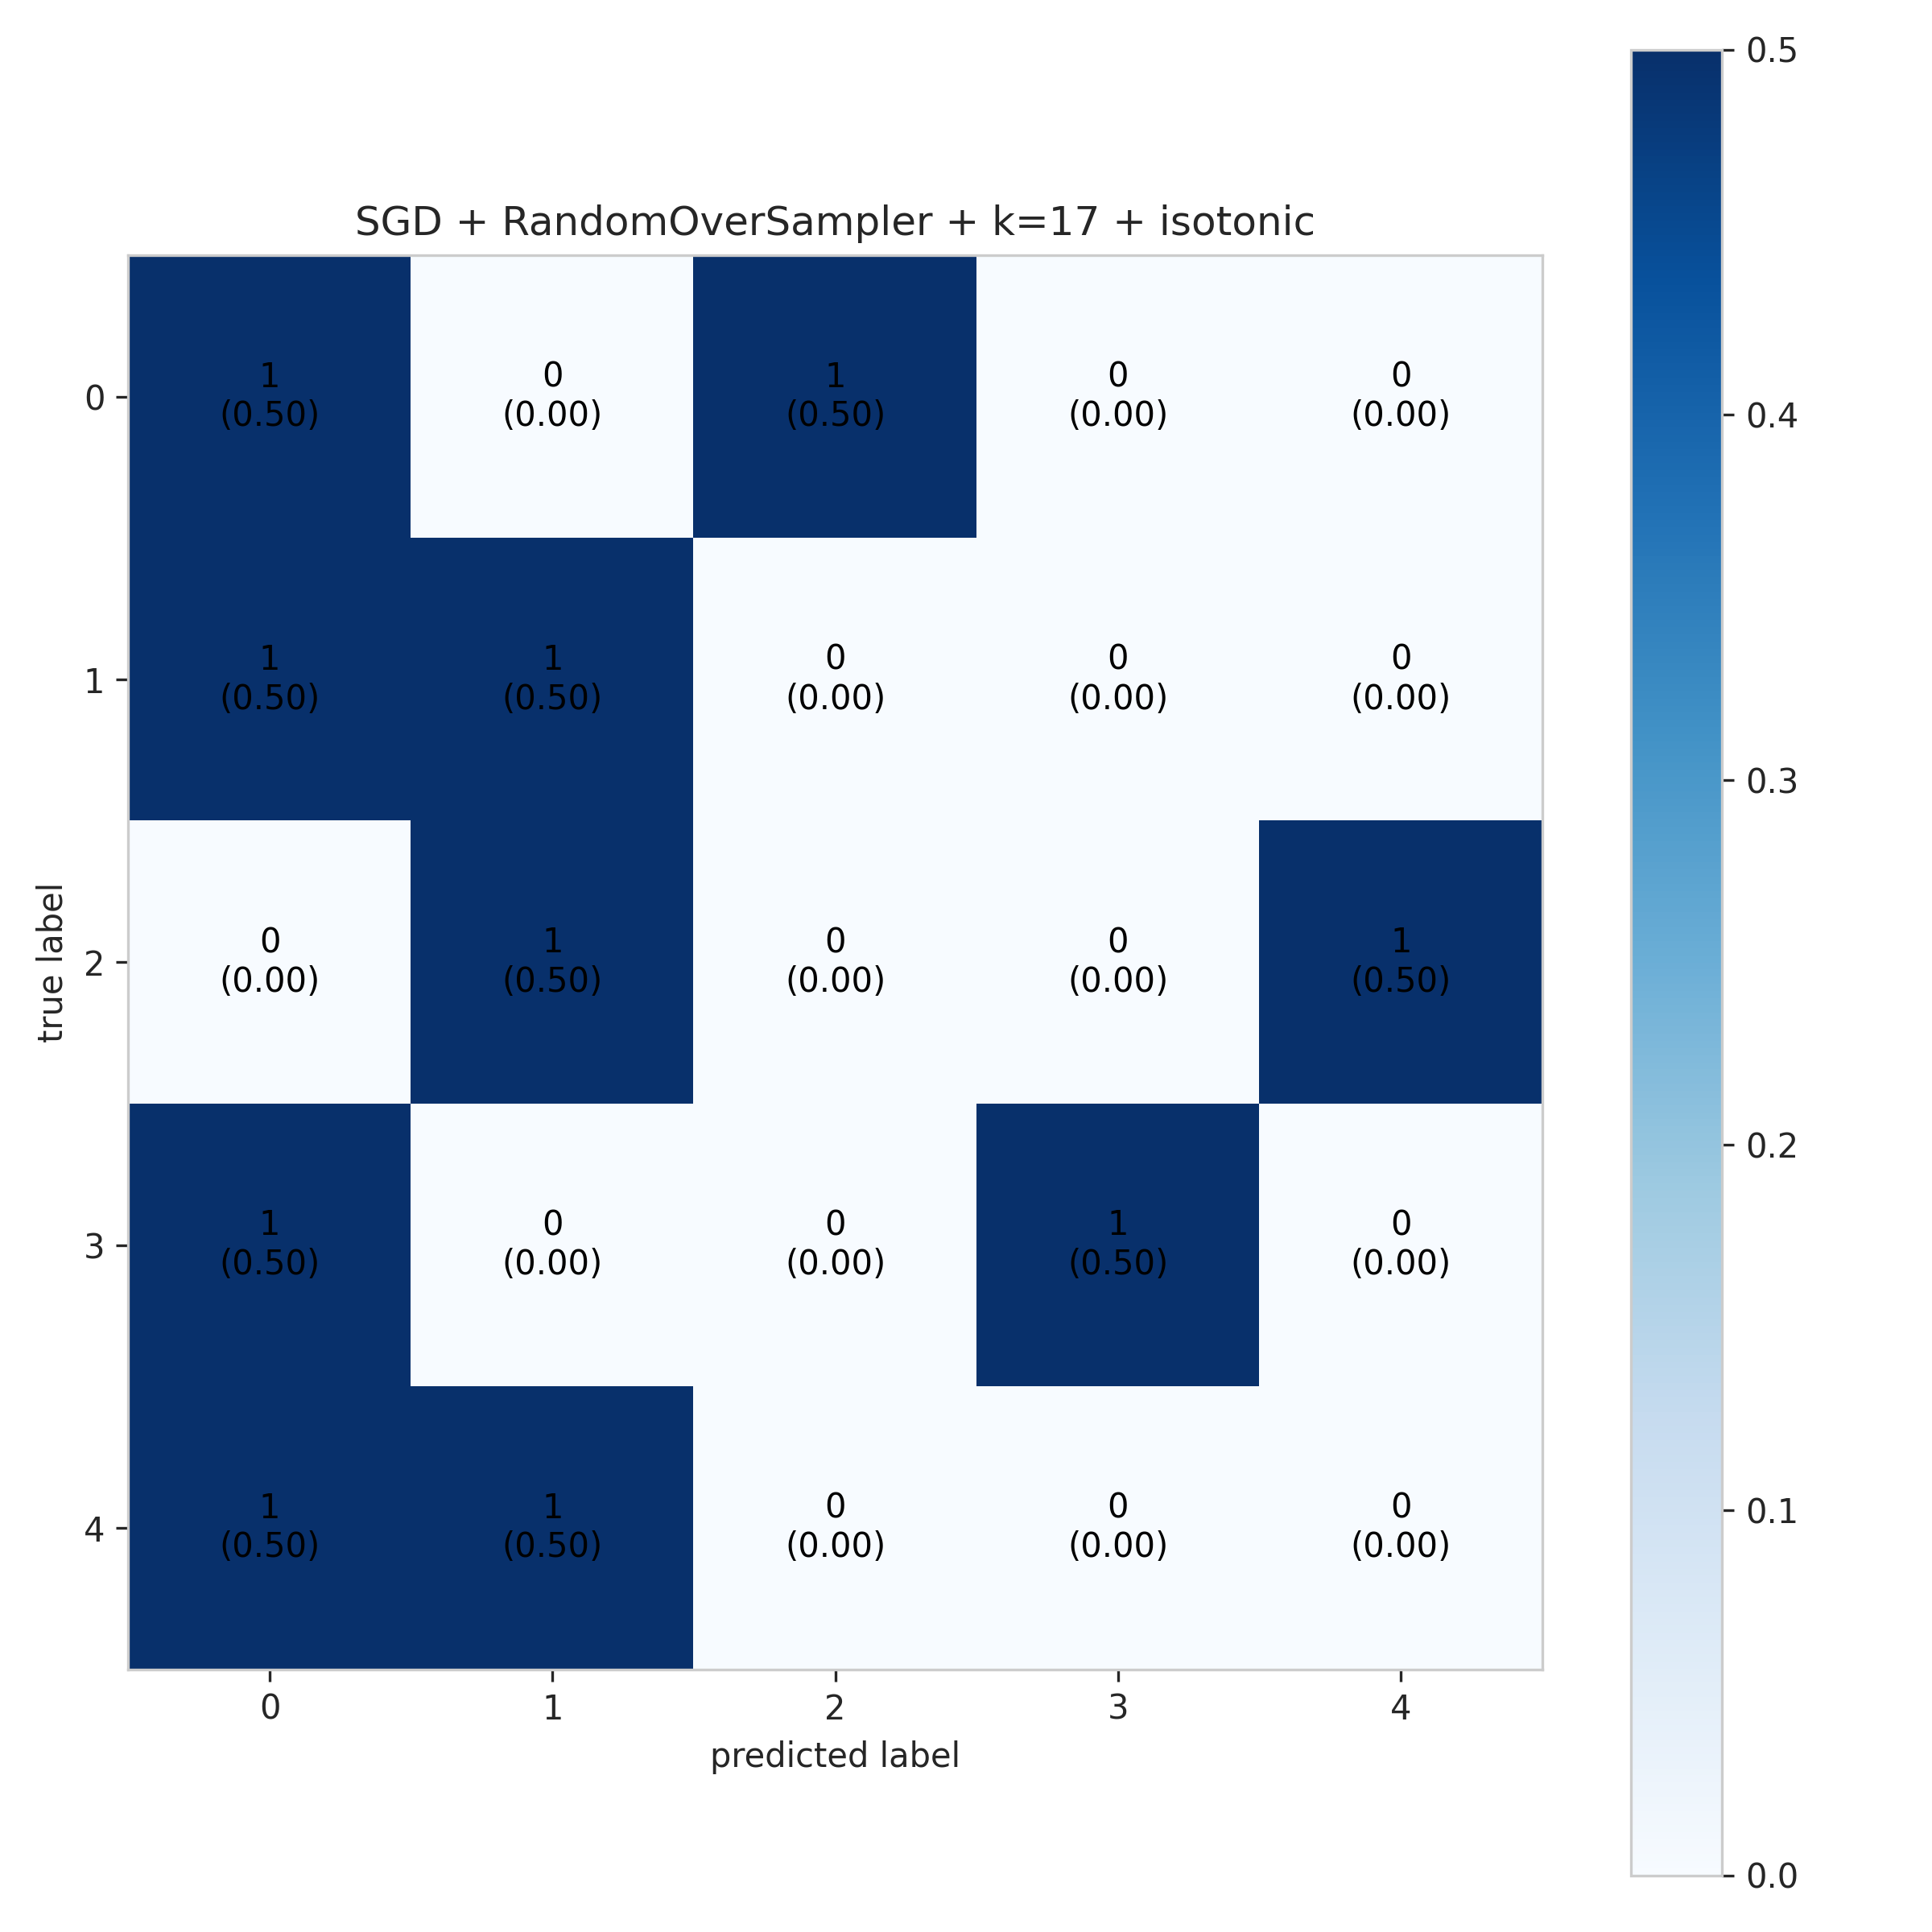 SGD + RandomOverSampler + k=17 + isotonic
0.5
0.4
0.3
0.2
0.1
0.0
true label
0
1
2
3
4
1 0 1 0 0
(0.50) (0.00) (0.50) (0.00) (0.00)
1 1 0 0 0
(0.50) (0.50) (0.00) (0.00) (0.00)
0 1 0 0 1
(0.00) (0.50) (0.00) (0.00) (0.50)
1 0 0 1 0
(0.50) (0.00) (0.00) (0.50) (0.00)
1 1 0 0 0
(0.50) (0.50) (0.00) (0.00) (0.00)
0 1 2 3 4
predicted label